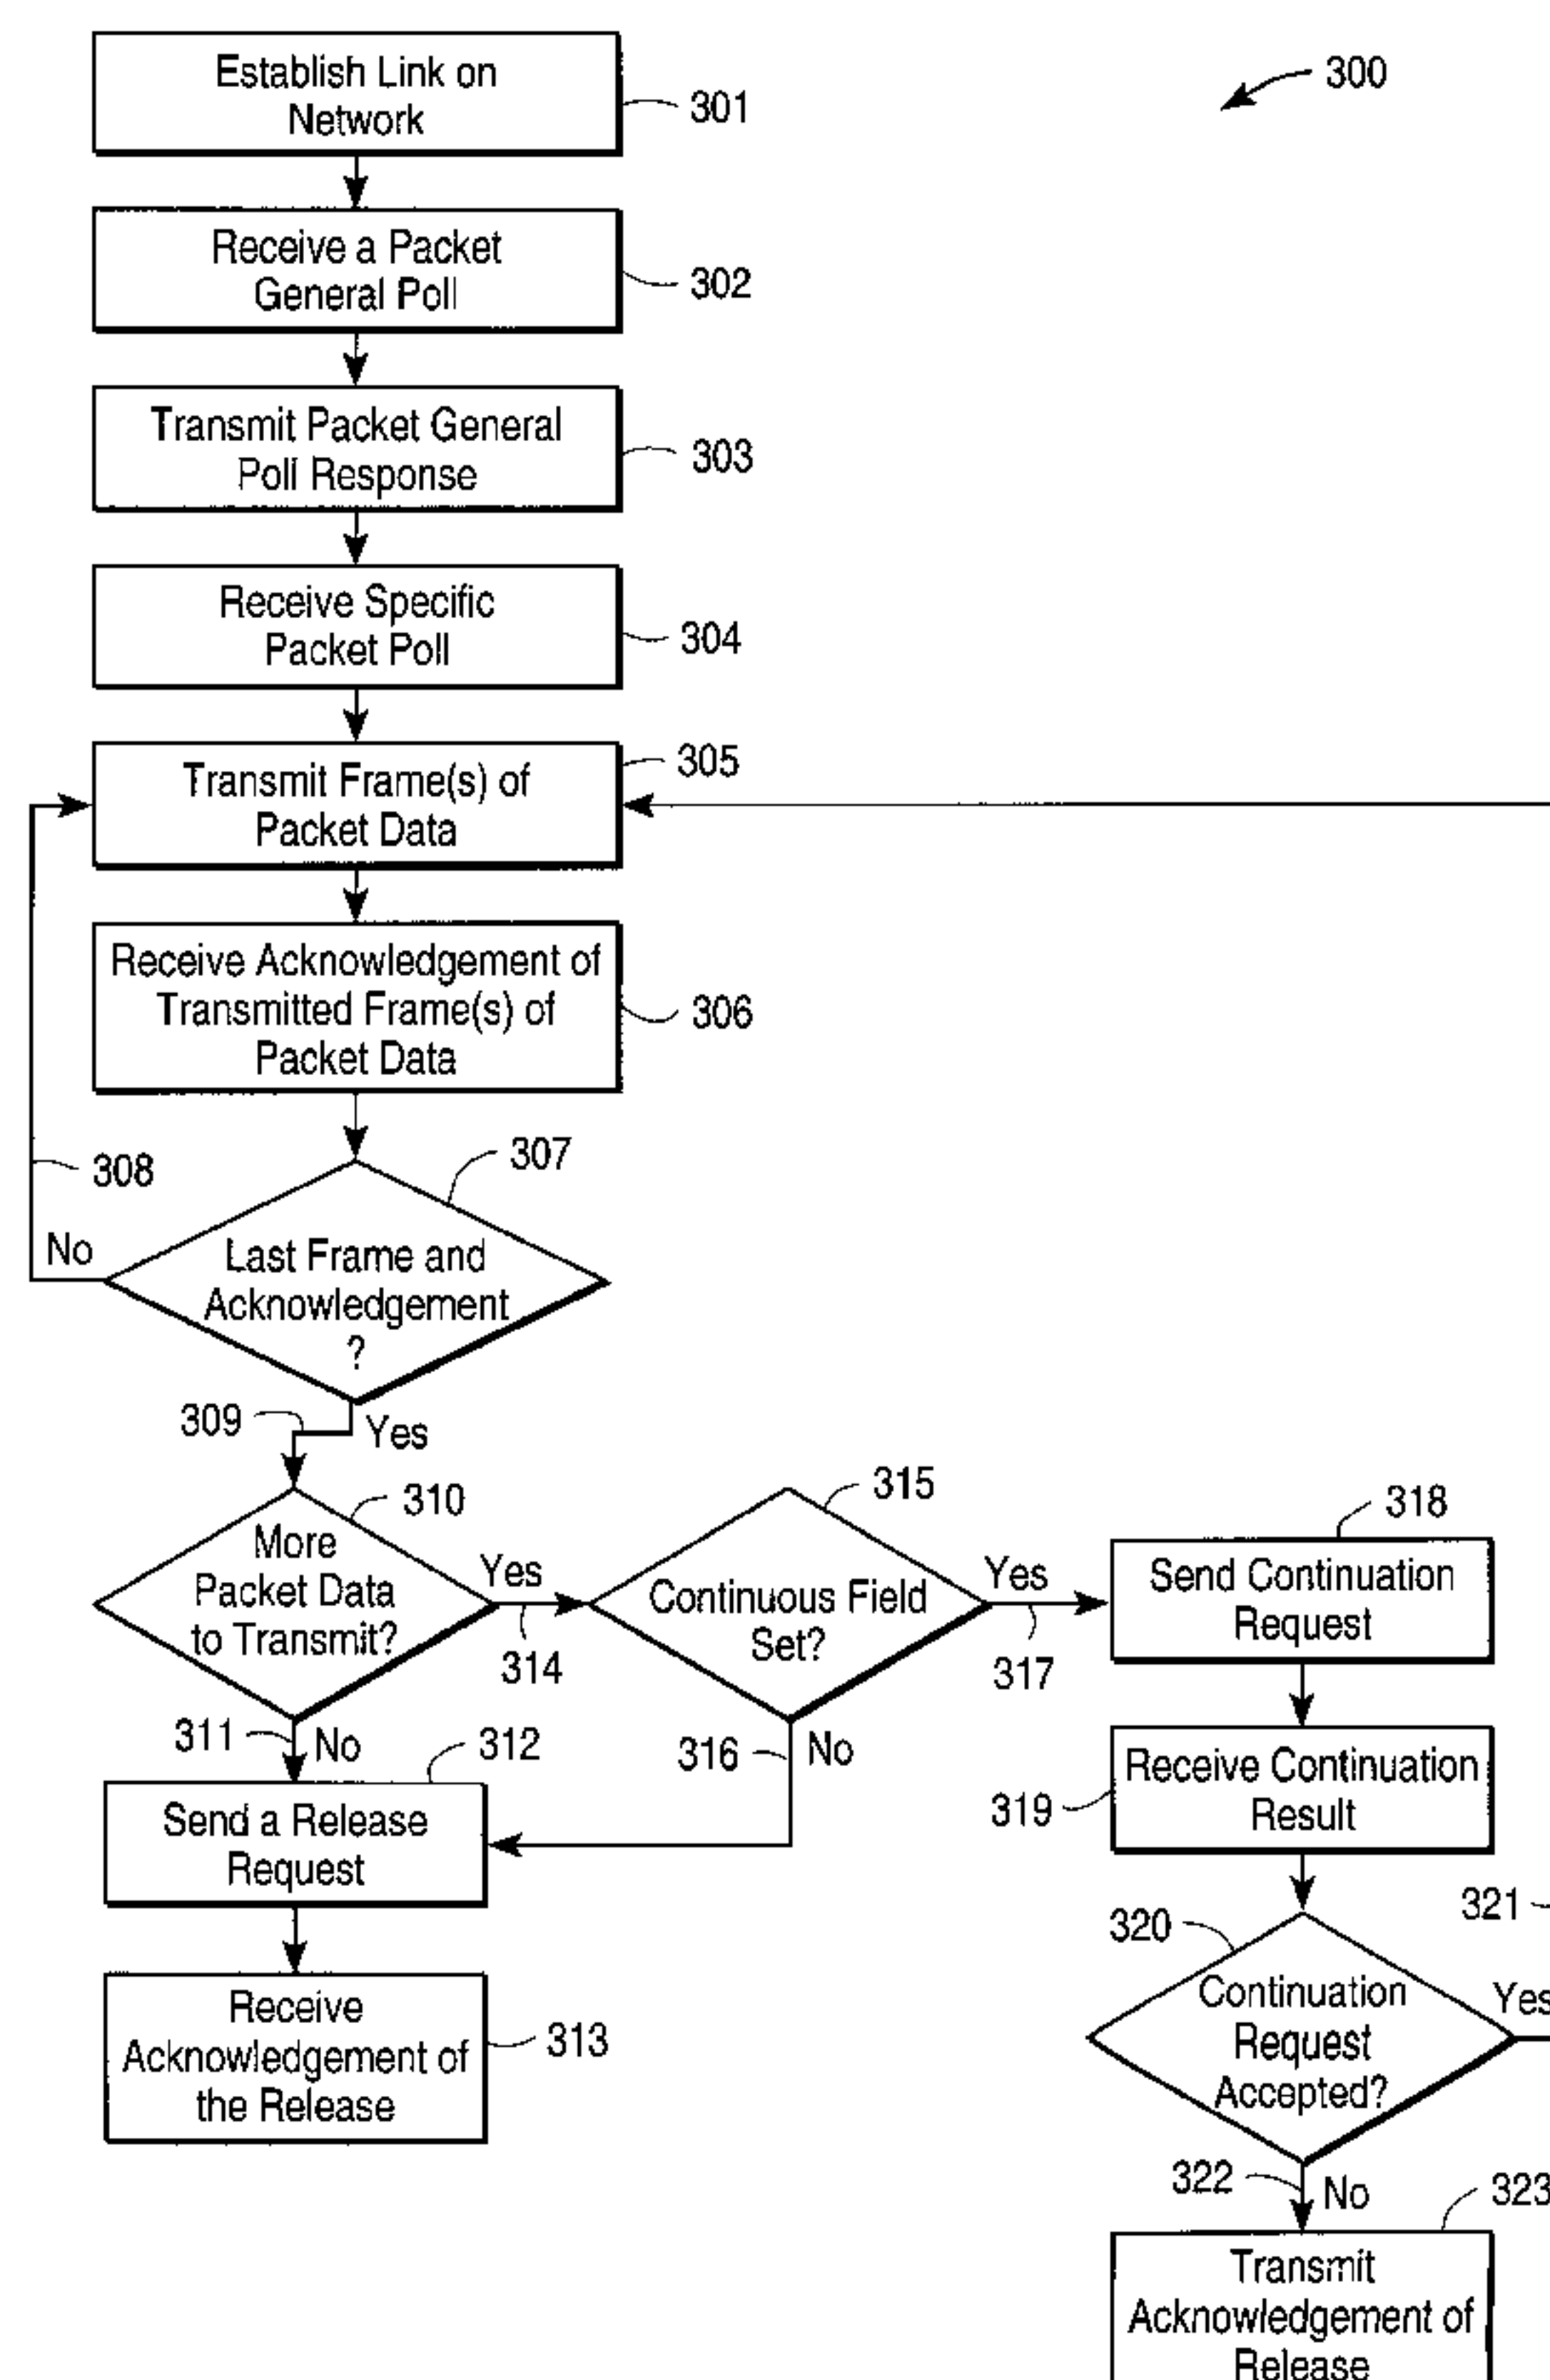 300
Establish Link on
Network
301
Receive a Packet
General Poll
302
Transmit Packet General
Poll Response
303
Receive Specific
Packet Poll
304
Transmit Frame(s) of
Packet Data
305
Receive Acknowledgement of
Transmitted Frame(s) of
Packet Data
306
307
308
No
Last Frame and
Acknowledgement
?
309
Yes
310
More
Packet Data
to Transmit?
Yes
314
315
Continuous Field
Set?
Yes
317
318
Send Continuation
Request
311
No
312
316
No
Send a Release
Request
319
Receive Continuation
Result
313
Receive
Acknowledgement of
the Release
320
321
Continuation
Request
Accepted?
Yes
322
No
323
Transmit
Acknowledgement of
Release